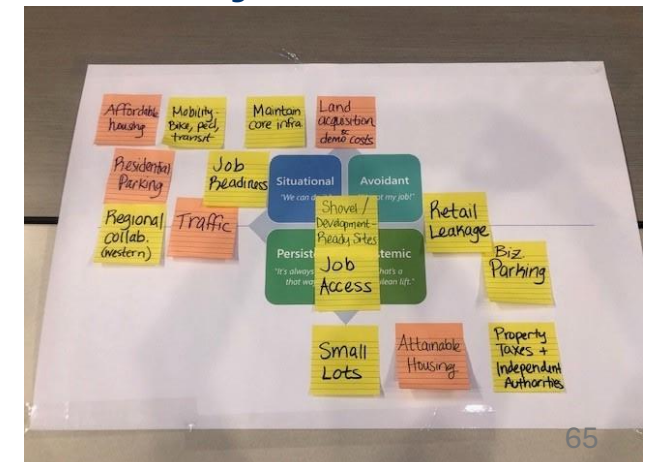 Affordable
housing
Mobility-
Bike, ped,
transit
Maintain
core infra.
Land
acquisition
&
demo costs
Residential
Parking
Job
Readiness
Situational
"We can
Avoidant
ot my job!"
Regional
collab.
(western)
Traffic
Shovel /
Development-
Ready Sites
Retail
Leakage
Persist
"It's always
that wa
Job
Access
temic
hat's a
ulean lift."
Biz.
Parking
Small
Lots
Attainable
Housing
Property
Taxes +
Independent
Authorities
65